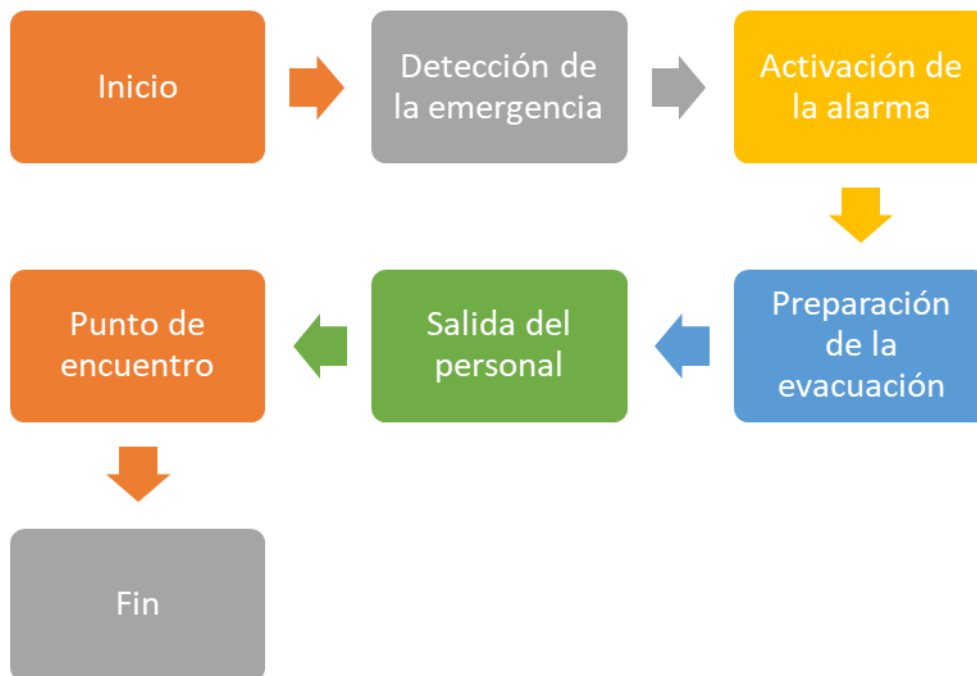 Inicio
Detección de
la emergencia
Activación de
la alarma
Preparación
de la
evacuación
Salida del
personal
Punto de
encuentro
Fin